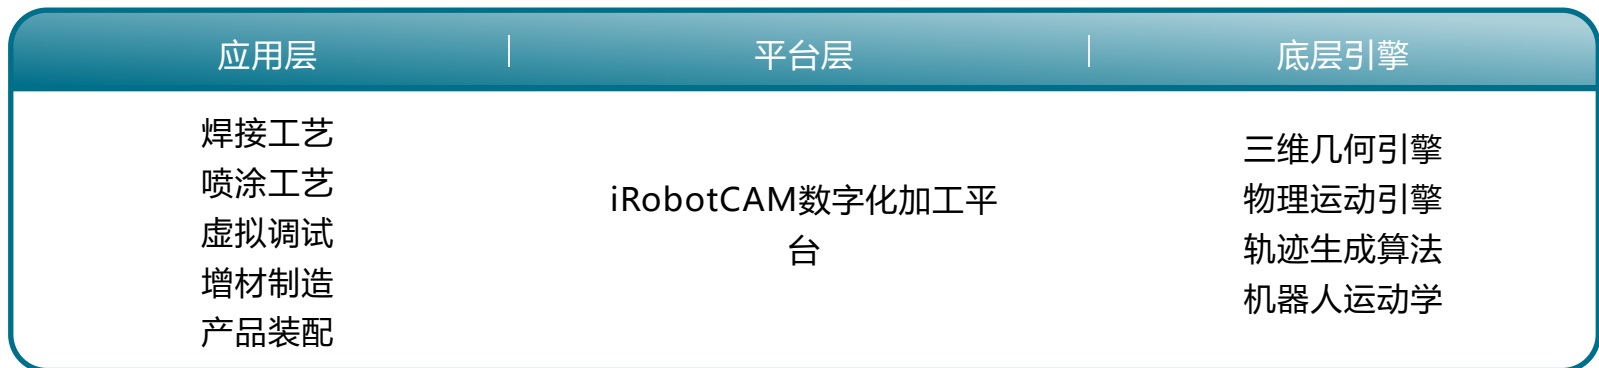 应用层
平台层
底层引擎
焊接工艺
喷涂工艺
虚拟调试
增材制造
产品装配
iRobotCAM数字化加工平
台
三维几何引擎
物理运动引擎
轨迹生成算法
机器人运动学